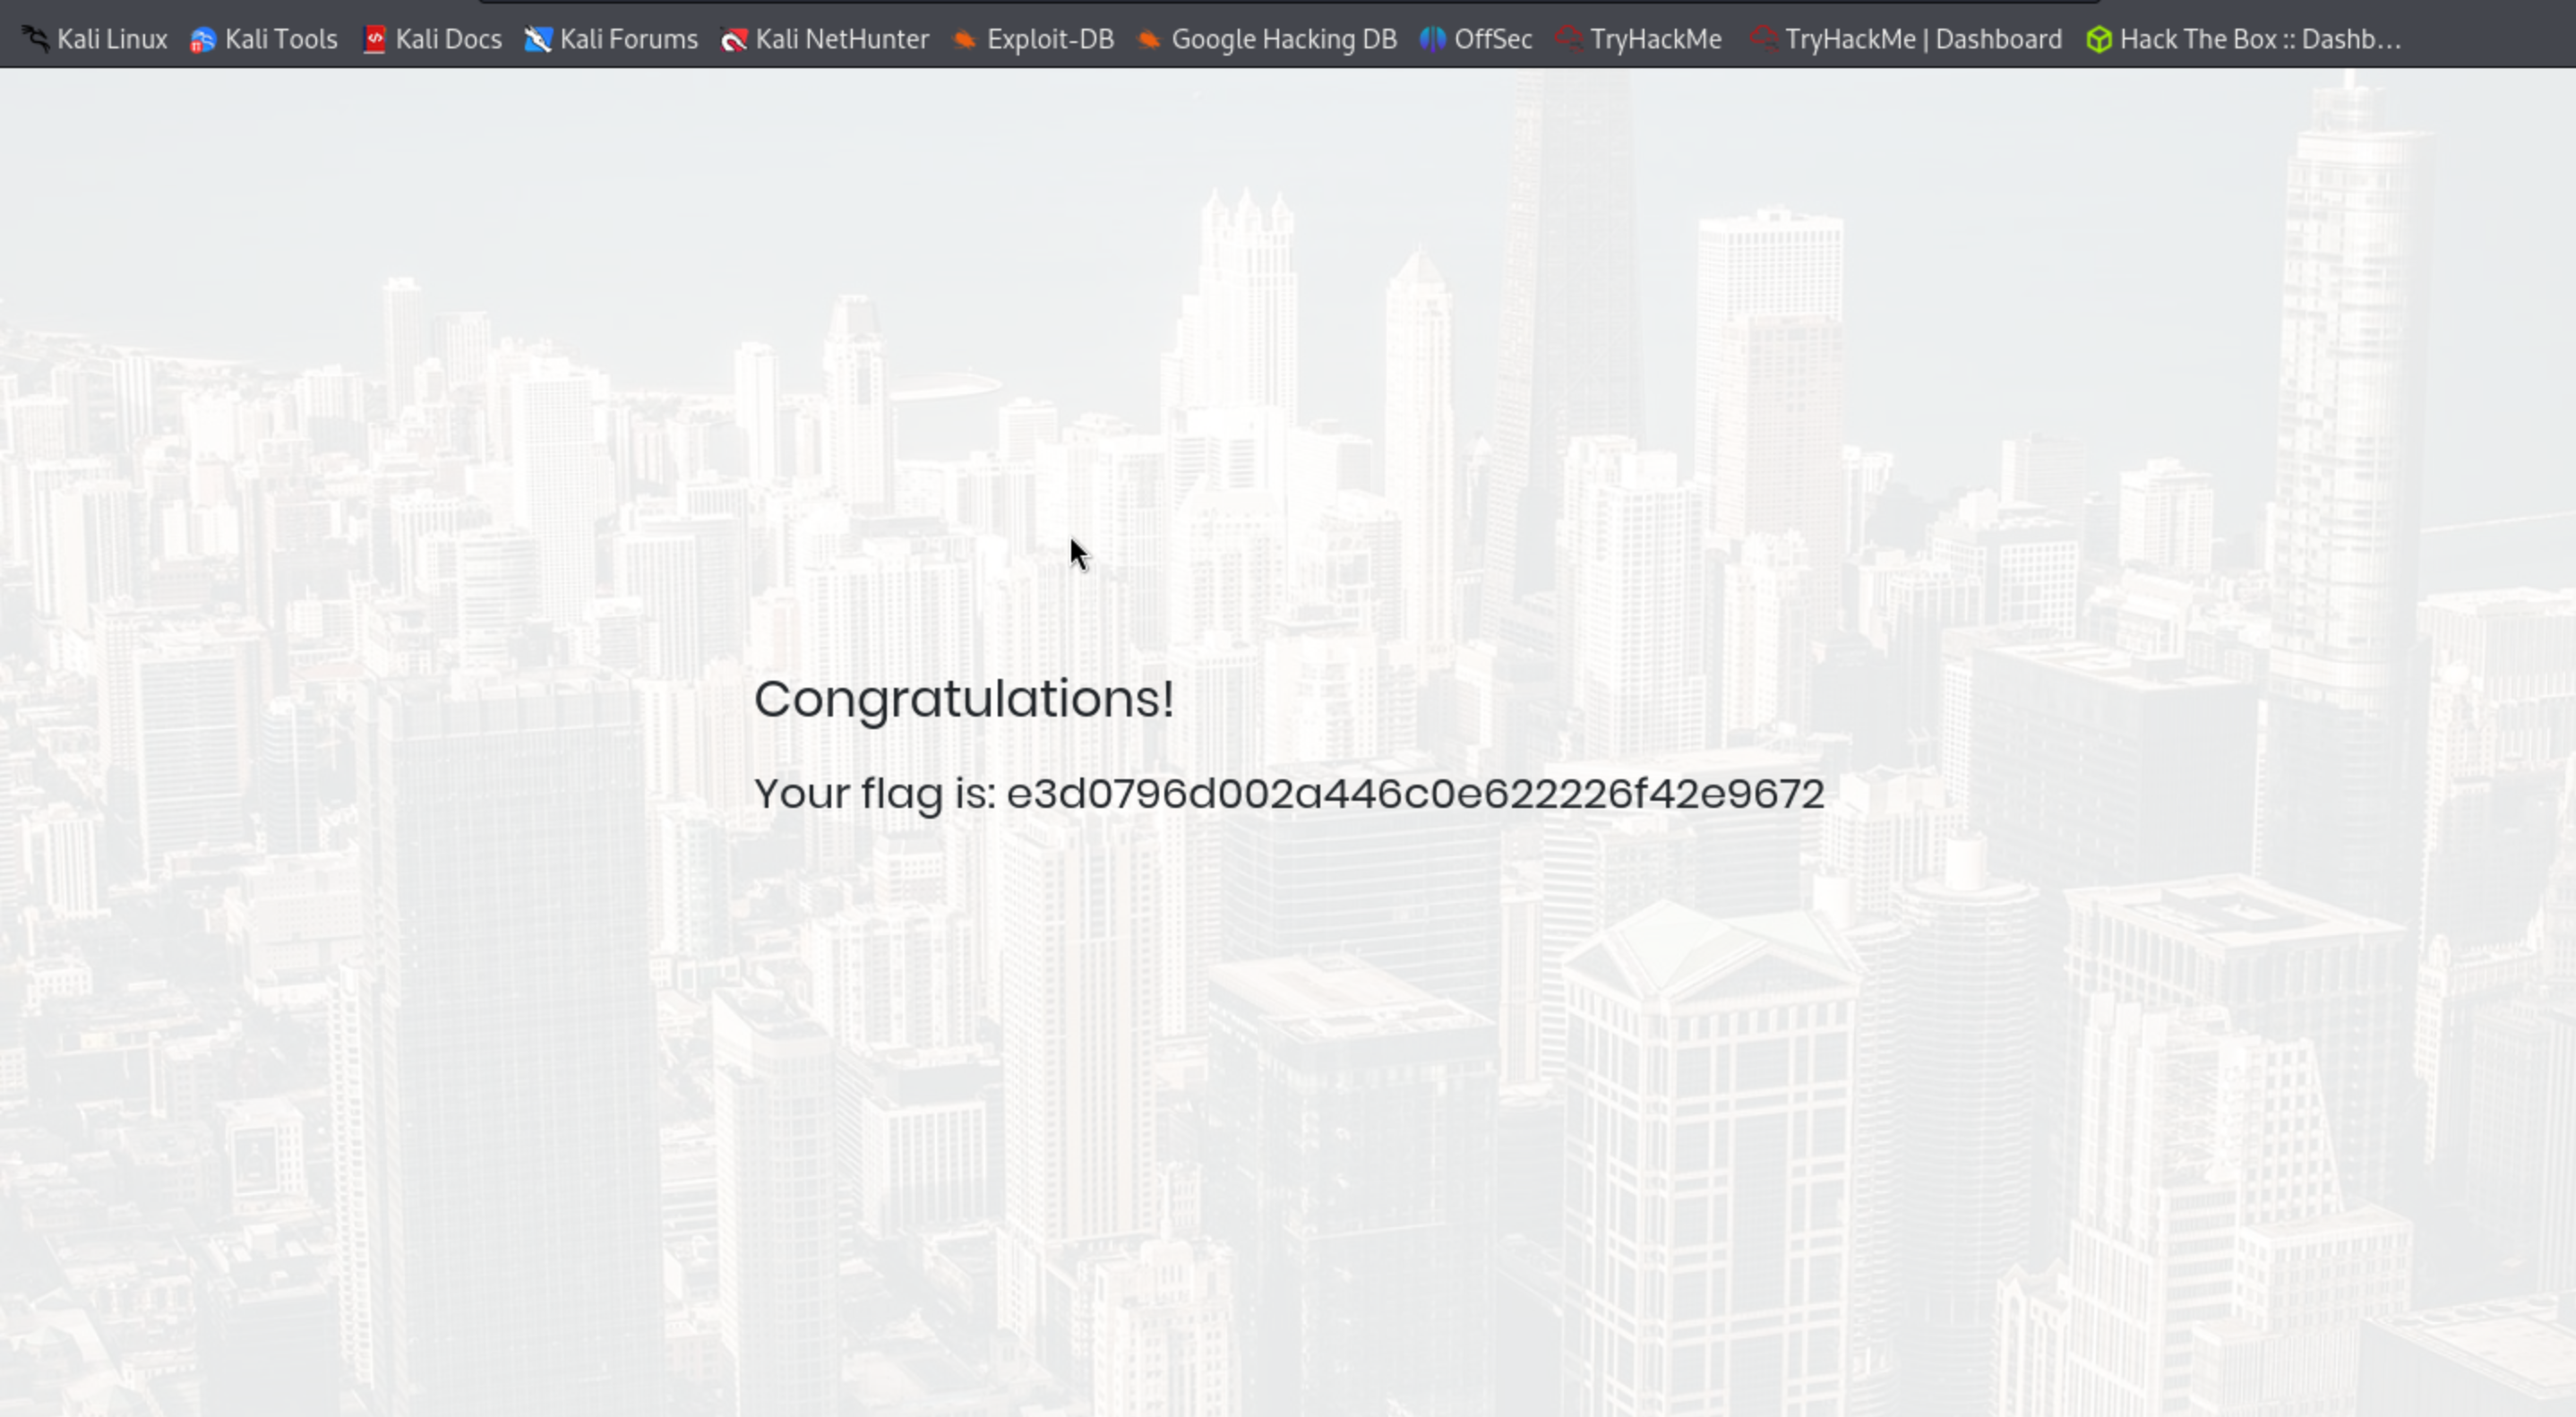 Kali Linux Kali Tools Kali Docs Kali Forums Kali NetHunter Exploit-DB Google Hacking DB OffSec TryHackMe TryHackMe | Dashboard Hack The Box :: Dashb…
Congratulations!
Your flag is: e3d0796d002a446c0e622226f42e9672